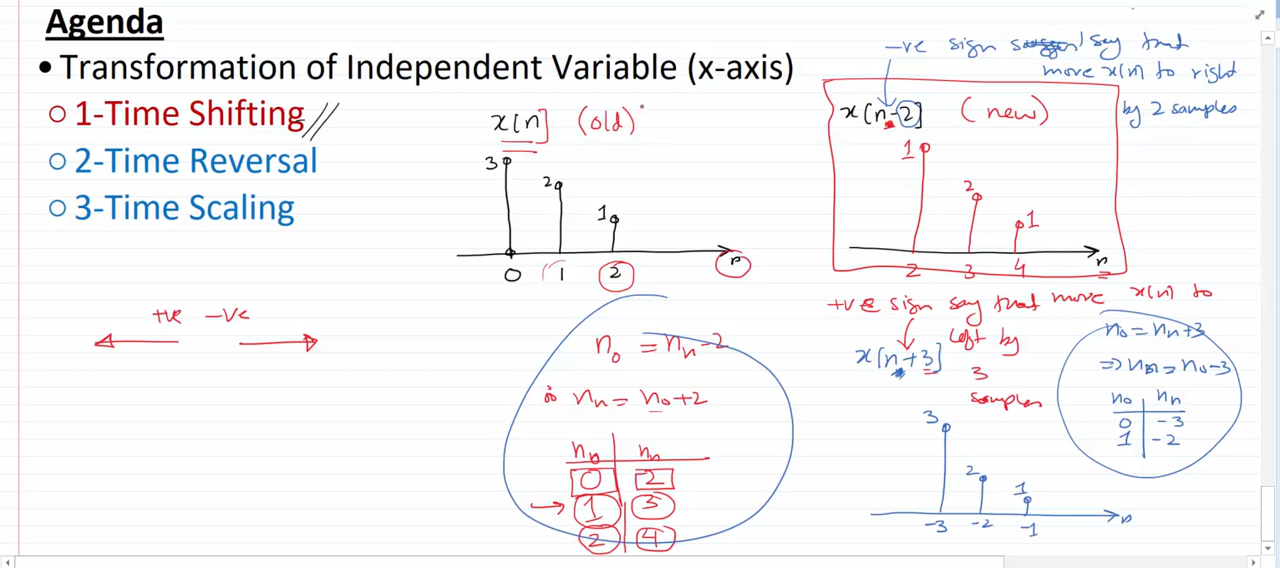 Agenda
• Transformation of Independent Variable (x-axis)
○ 1-Time Shifting
○ 2-Time Reversal
○ 3-Time Scaling
+ve -ve
x[n] (old)
3 2 1
0 1 2 n
n₀ = nₙ-2
∴ nₙ = n₀+2
n₀ nₙ
0 2
1 3
2 4
-ve sign say that
move x(n) to right
by 2 samples
x[n-2] (new)
1 2 1
2 3 4 n
+ve sign say that move x(n) to
left by
3
samples
x[n+3]
3 2 1
-3 -2 -1 n
n₀ = nₙ+3
⇒ nₙ = n₀-3
n₀ nₙ
0 -3
1 -2